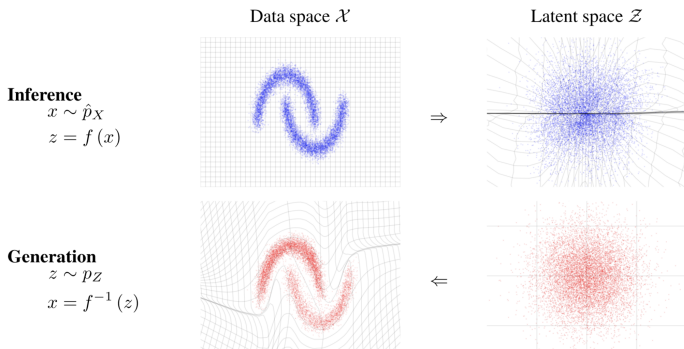 Data space 𝒳
Latent space 𝒵
Inference
x ∼ p̂_X
z = f (x)
⇒
Generation
z ∼ p_Z
x = f⁻¹ (z)
⇐